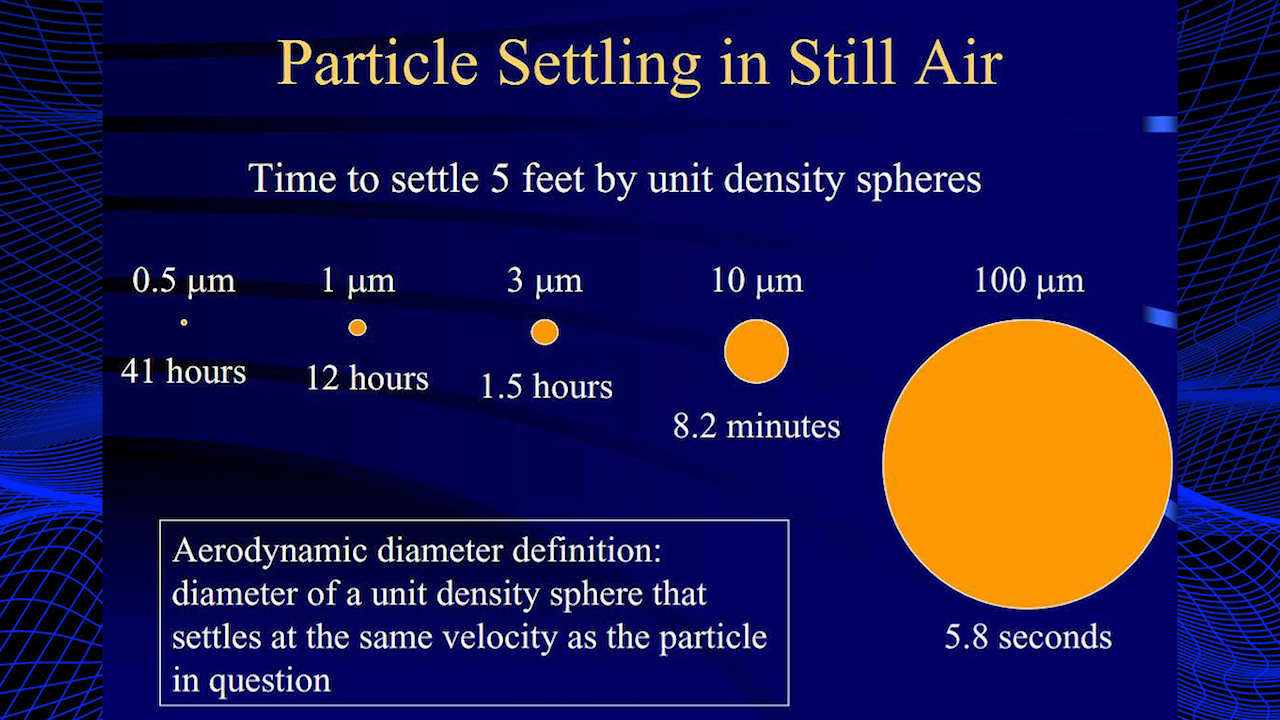 Particle Settling in Still Air
Time to settle 5 feet by unit density spheres
0.5 μm
1 μm
3 μm
10 μm
100 μm
41 hours
12 hours
1.5 hours
8.2 minutes
5.8 seconds
Aerodynamic diameter definition:
diameter of a unit density sphere that
settles at the same velocity as the particle
in question